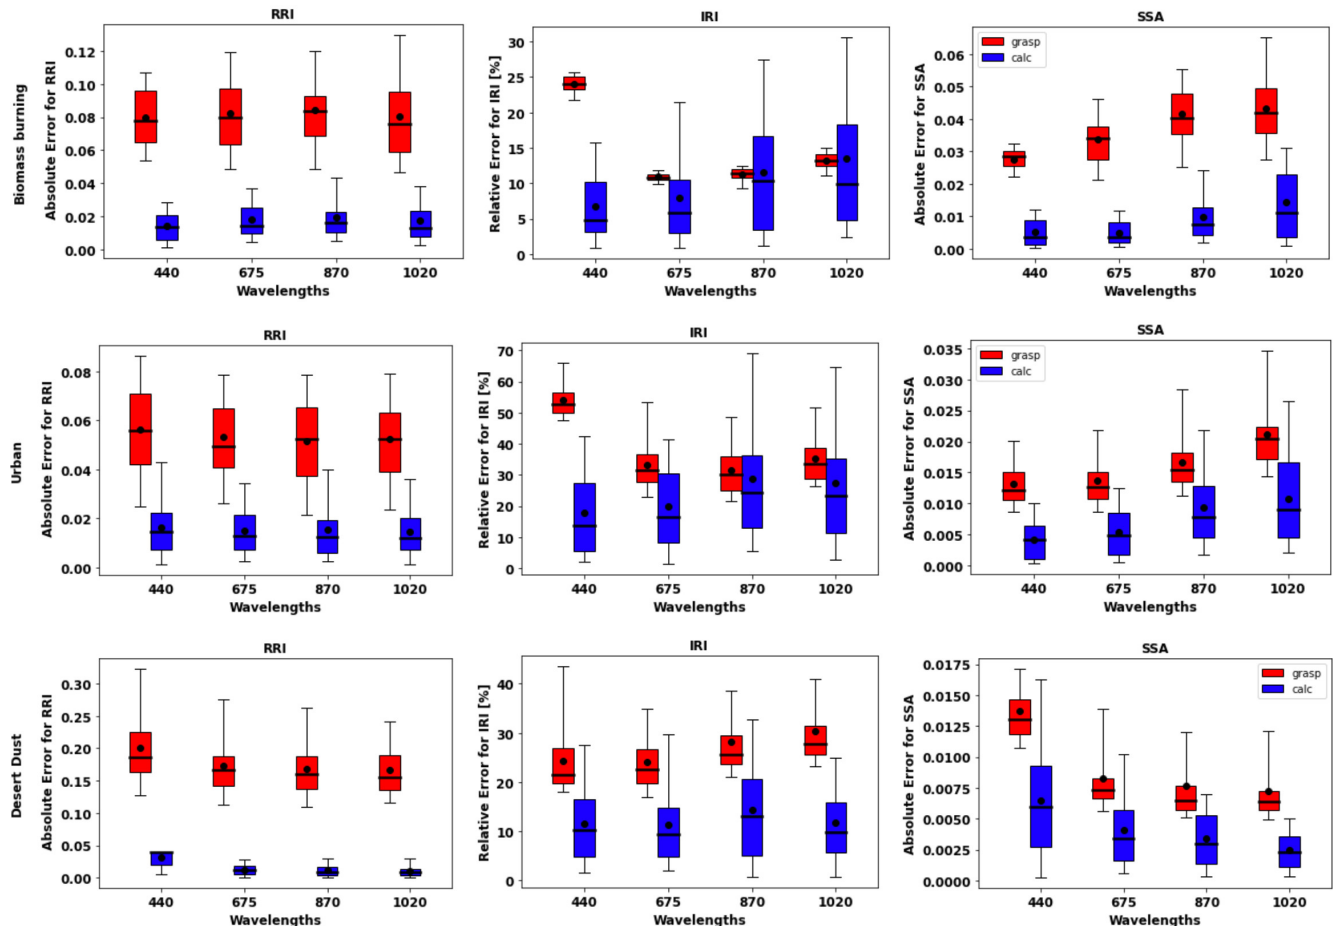 RRI
Biomass burning
Absolute Error for RRI
0.12
0.10
0.08
0.06
0.04
0.02
0.00
440 675 870 1020
Wavelengths
IRI
Relative Error for IRI [%]
30
25
20
15
10
5
0
440 675 870 1020
Wavelengths
SSA
Absolute Error for SSA
0.06
0.05
0.04
0.03
0.02
0.01
0.00
grasp
calc
440 675 870 1020
Wavelengths
RRI
Urban
Absolute Error for RRI
0.08
0.06
0.04
0.02
0.00
440 675 870 1020
Wavelengths
IRI
Relative Error for IRI [%]
70
60
50
40
30
20
10
0
440 675 870 1020
Wavelengths
SSA
Absolute Error for SSA
0.035
0.030
0.025
0.020
0.015
0.010
0.005
0.000
grasp
calc
440 675 870 1020
Wavelengths
RRI
Desert Dust
Absolute Error for RRI
0.30
0.25
0.20
0.15
0.10
0.05
0.00
440 675 870 1020
Wavelengths
IRI
Relative Error for IRI [%]
40
30
20
10
0
440 675 870 1020
Wavelengths
SSA
Absolute Error for SSA
0.0175
0.0150
0.0125
0.0100
0.0075
0.0050
0.0025
0.0000
grasp
calc
440 675 870 1020
Wavelengths